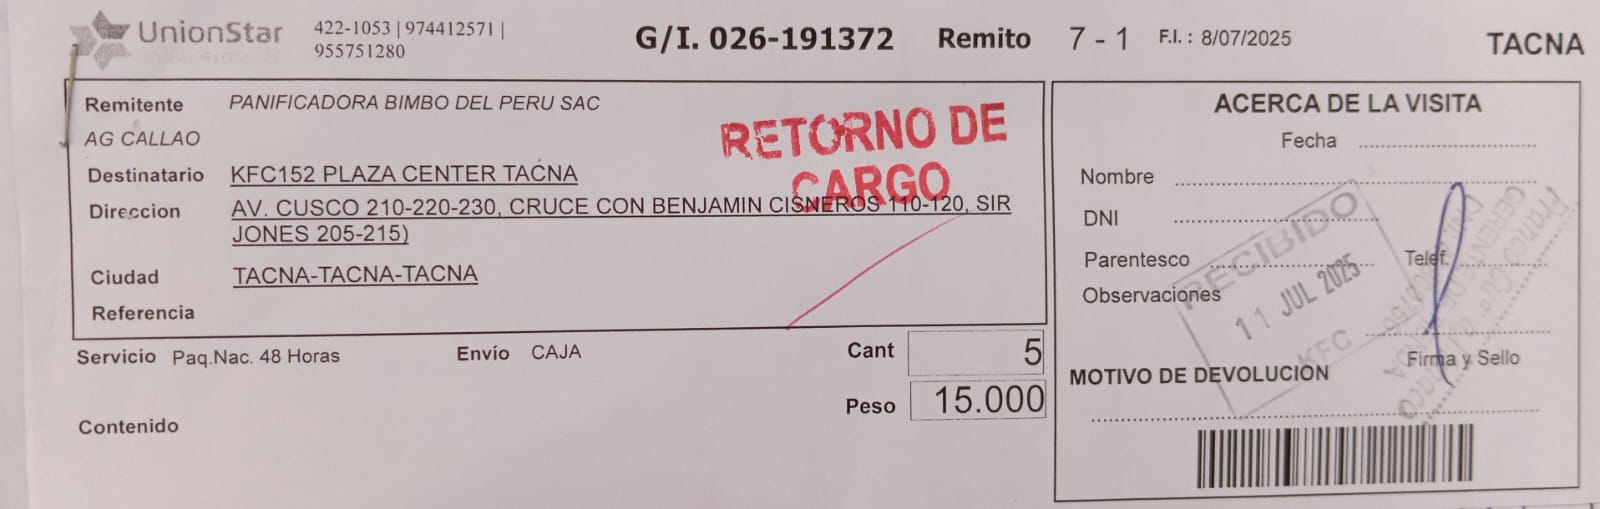 UnionStar
422-1053 | 974412571 |
955751280
G/I. 026-191372 Remito 7 - 1 F.I. : 8/07/2025 TACNA
Remitente PANIFICADORA BIMBO DEL PERU SAC
AG CALLAO
Destinatario KFC152 PLAZA CENTER TACNA
Direccion AV. CUSCO 210-220-230, CRUCE CON BENJAMIN CISNEROS 110-120, SIR
JONES 205-215)
Ciudad TACNA-TACNA-TACNA
Referencia
RETORNO DE
CARGO
Servicio Paq.Nac. 48 Horas Envío CAJA Cant 5
Peso 15.000
Contenido
ACERCA DE LA VISITA
Fecha
Nombre
DNI
Parentesco Telef.
Observaciones
Firma y Sello
MOTIVO DE DEVOLUCION
RECIBIDO
11 JUL 2025
KFC